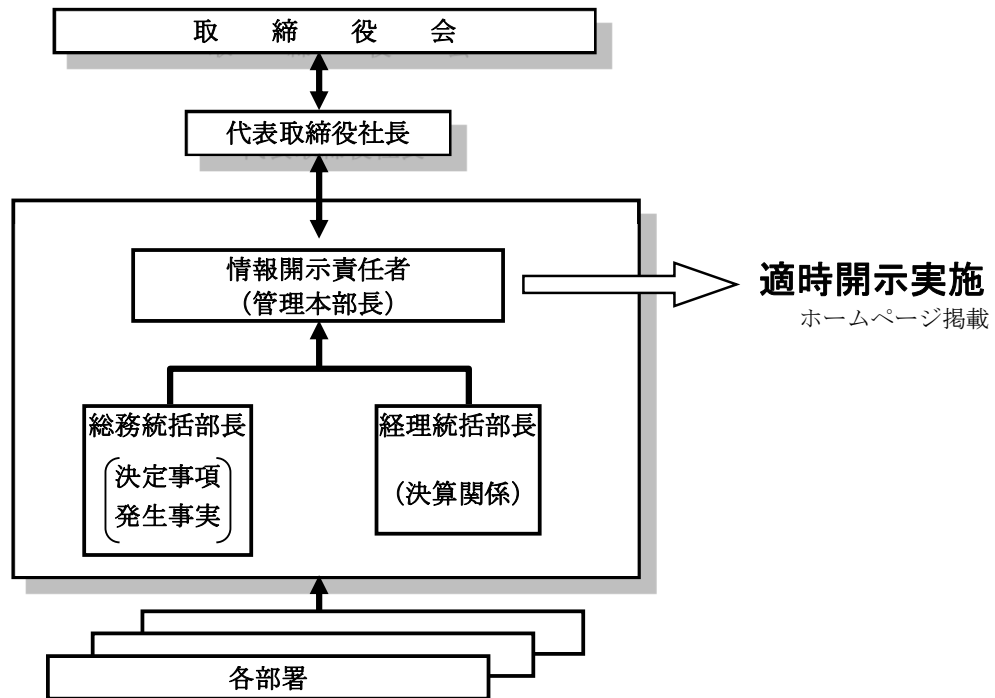 取締役会
代表取締役社長
情報開示責任者
（管理本部長）
適時開示実施
ホームページ掲載
総務統括部長
決定事項
発生事実
経理統括部長
（決算関係）
各部署